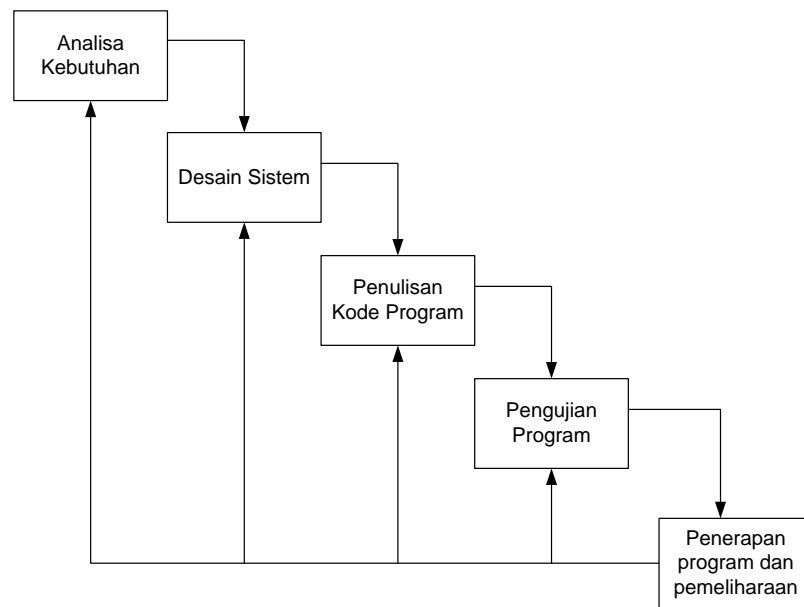 Analisa
Kebutuhan
Desain Sistem
Penulisan
Kode Program
Pengujian
Program
Penerapan
program dan
pemeliharaan